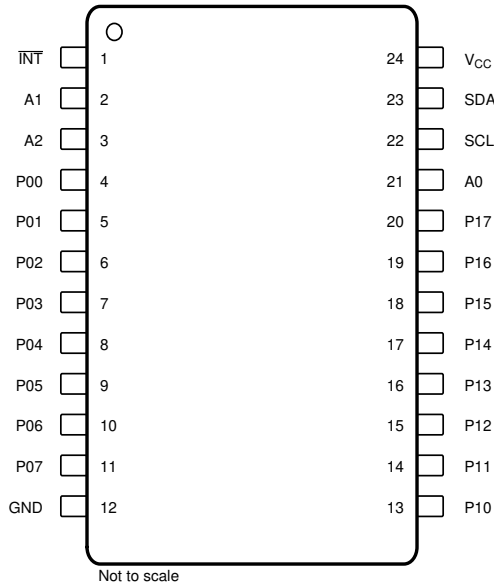 I̅N̅T̅ 1 24 VCC
A1 2 23 SDA
A2 3 22 SCL
P00 4 21 A0
P01 5 20 P17
P02 6 19 P16
P03 7 18 P15
P04 8 17 P14
P05 9 16 P13
P06 10 15 P12
P07 11 14 P11
GND 12 13 P10
Not to scale